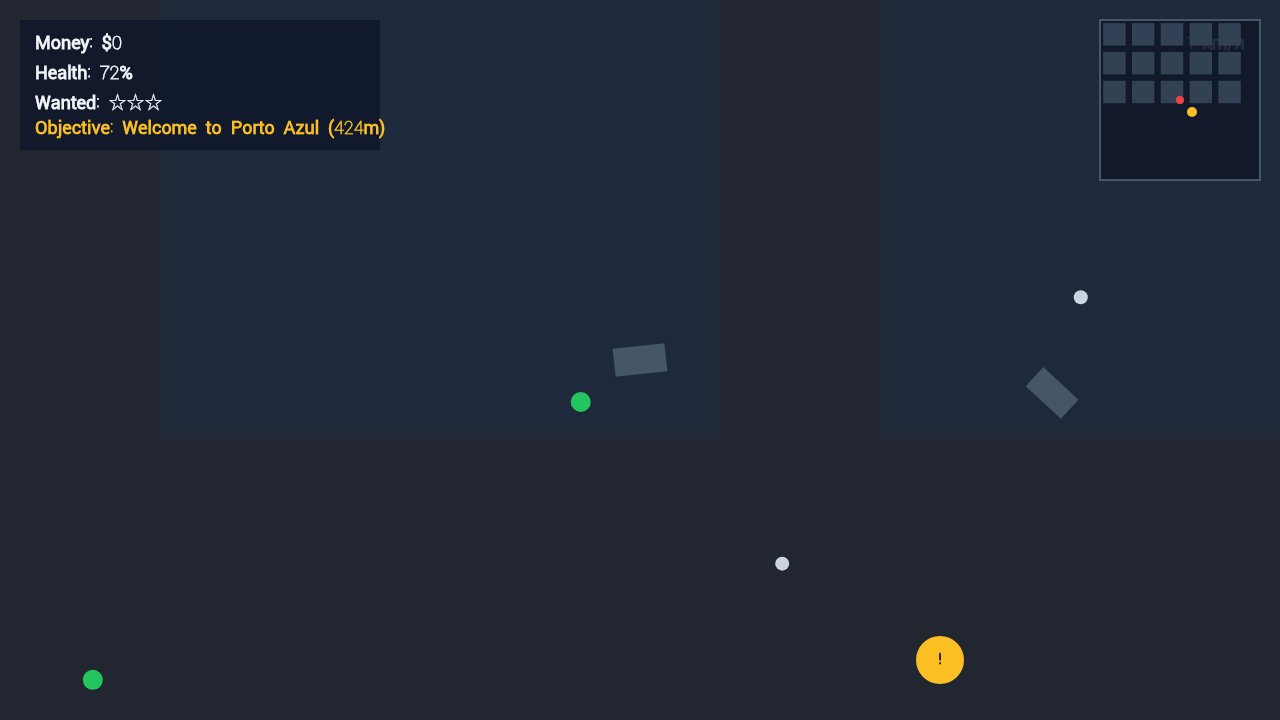 Money: $0
Health: 72%
Wanted: ☆☆☆
Objective: Welcome to Porto Azul (424m)
!